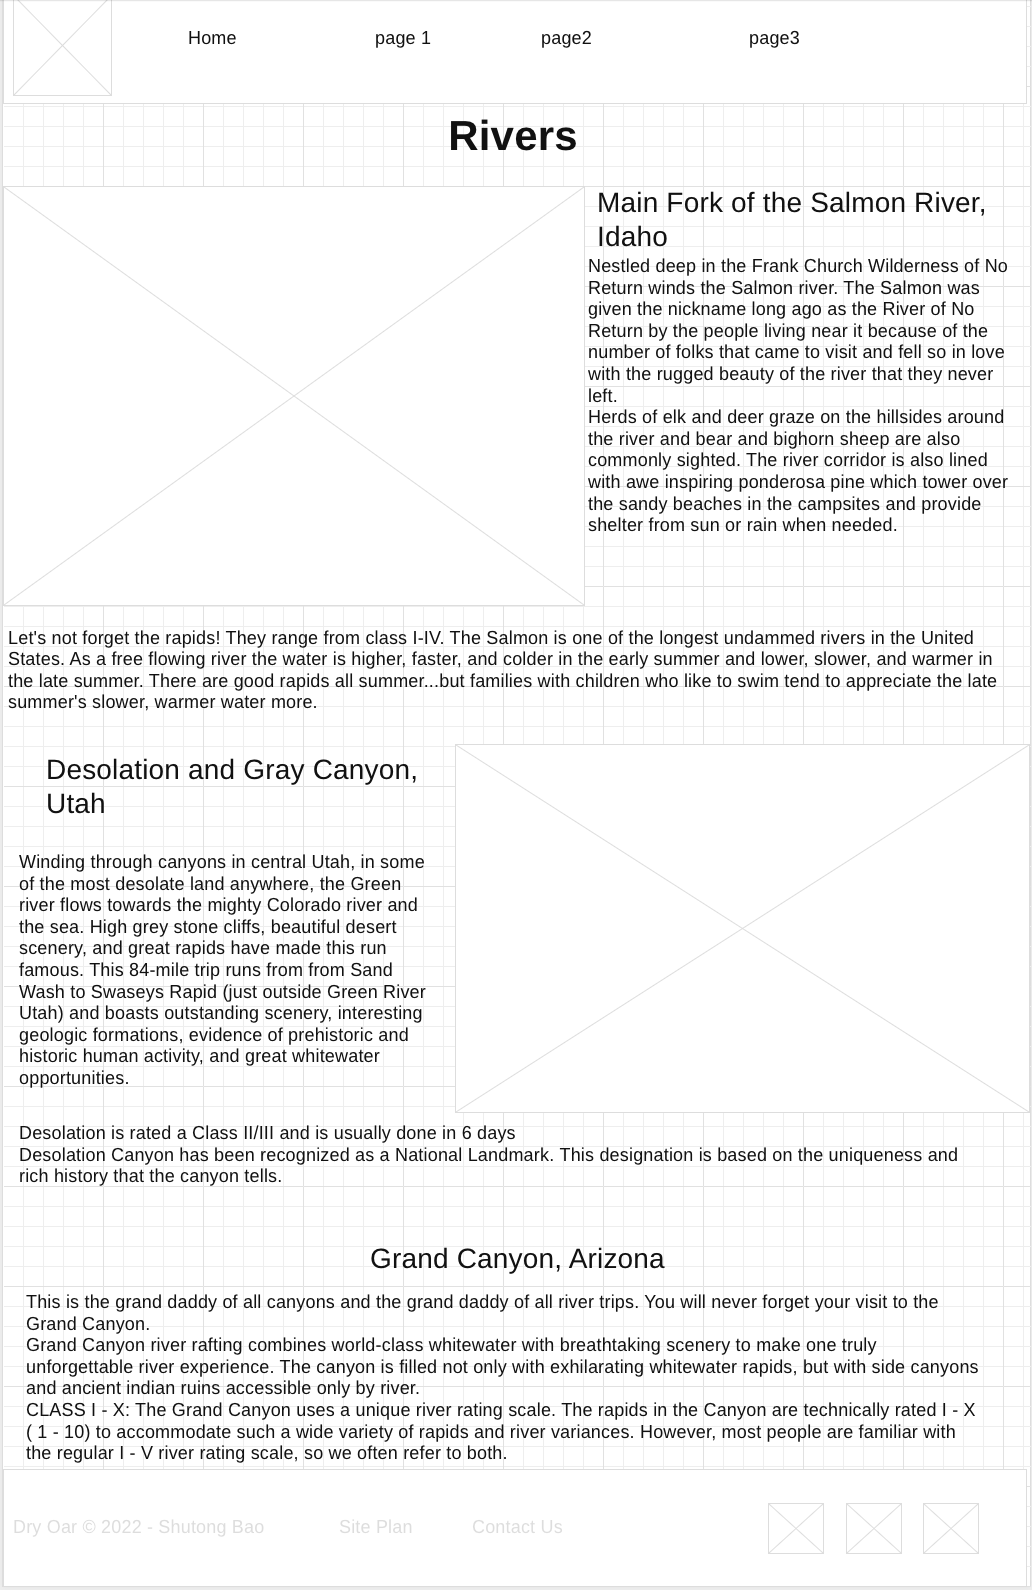 Home page 1 page2 page3
Rivers
Main Fork of the Salmon River,
Idaho
Nestled deep in the Frank Church Wilderness of No
Return winds the Salmon river. The Salmon was
given the nickname long ago as the River of No
Return by the people living near it because of the
number of folks that came to visit and fell so in love
with the rugged beauty of the river that they never
left.
Herds of elk and deer graze on the hillsides around
the river and bear and bighorn sheep are also
commonly sighted. The river corridor is also lined
with awe inspiring ponderosa pine which tower over
the sandy beaches in the campsites and provide
shelter from sun or rain when needed.
Let's not forget the rapids! They range from class I-IV. The Salmon is one of the longest undammed rivers in the United
States. As a free flowing river the water is higher, faster, and colder in the early summer and lower, slower, and warmer in
the late summer. There are good rapids all summer...but families with children who like to swim tend to appreciate the late
summer's slower, warmer water more.
Desolation and Gray Canyon,
Utah
Winding through canyons in central Utah, in some
of the most desolate land anywhere, the Green
river flows towards the mighty Colorado river and
the sea. High grey stone cliffs, beautiful desert
scenery, and great rapids have made this run
famous. This 84-mile trip runs from from Sand
Wash to Swaseys Rapid (just outside Green River
Utah) and boasts outstanding scenery, interesting
geologic formations, evidence of prehistoric and
historic human activity, and great whitewater
opportunities.
Desolation is rated a Class II/III and is usually done in 6 days
Desolation Canyon has been recognized as a National Landmark. This designation is based on the uniqueness and
rich history that the canyon tells.
Grand Canyon, Arizona
This is the grand daddy of all canyons and the grand daddy of all river trips. You will never forget your visit to the
Grand Canyon.
Grand Canyon river rafting combines world-class whitewater with breathtaking scenery to make one truly
unforgettable river experience. The canyon is filled not only with exhilarating whitewater rapids, but with side canyons
and ancient indian ruins accessible only by river.
CLASS I - X: The Grand Canyon uses a unique river rating scale. The rapids in the Canyon are technically rated I - X
( 1 - 10) to accommodate such a wide variety of rapids and river variances. However, most people are familiar with
the regular I - V river rating scale, so we often refer to both.
Dry Oar © 2022 - Shutong Bao Site Plan Contact Us